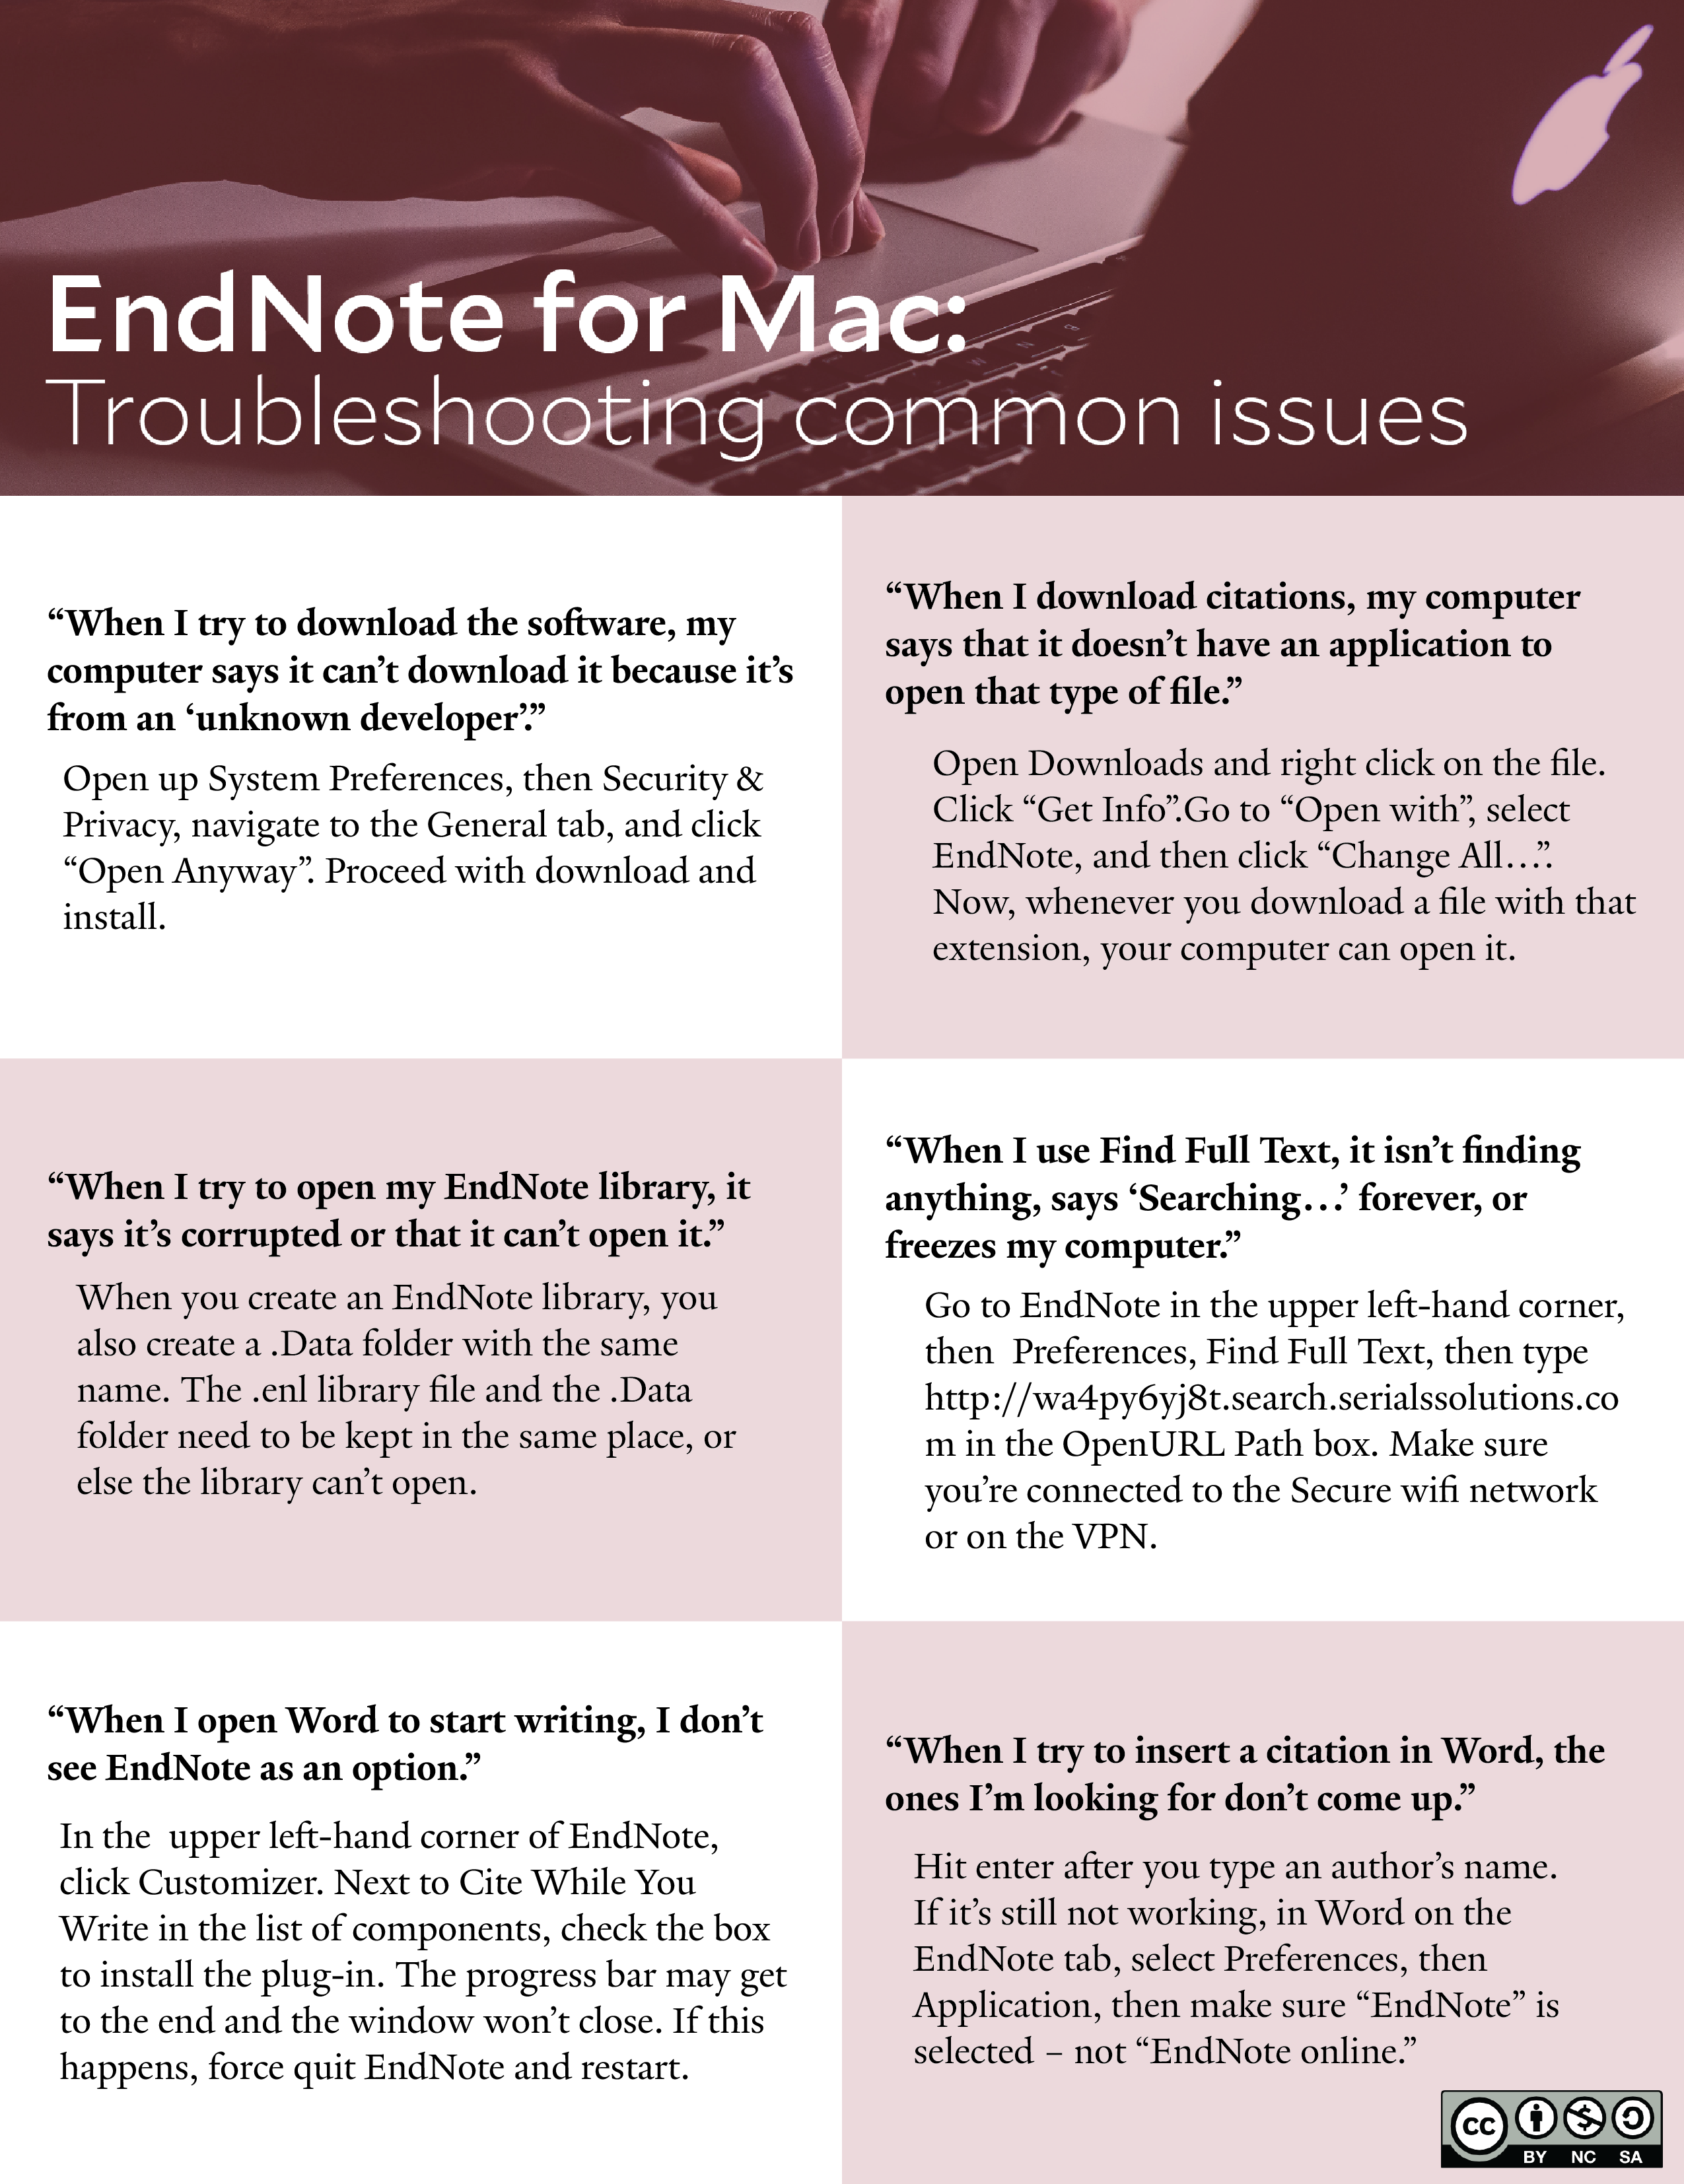 EndNote for Mac:
Troubleshooting common issues
“When I try to download the software, my
computer says it can’t download it because it’s
from an ‘unknown developer’.”
Open up System Preferences, then Security &
Privacy, navigate to the General tab, and click
“Open Anyway”. Proceed with download and
install.
“When I download citations, my computer
says that it doesn’t have an application to
open that type of file.”
Open Downloads and right click on the file.
Click “Get Info”.Go to “Open with”, select
EndNote, and then click “Change All…”.
Now, whenever you download a file with that
extension, your computer can open it.
“When I try to open my EndNote library, it
says it’s corrupted or that it can’t open it.”
When you create an EndNote library, you
also create a .Data folder with the same
name. The .enl library file and the .Data
folder need to be kept in the same place, or
else the library can’t open.
“When I use Find Full Text, it isn’t finding
anything, says ‘Searching…’ forever, or
freezes my computer.”
Go to EndNote in the upper left-hand corner,
then  Preferences, Find Full Text, then type
http://wa4py6yj8t.search.serialssolutions.co
m in the OpenURL Path box. Make sure
you’re connected to the Secure wifi network
or on the VPN.
“When I open Word to start writing, I don’t
see EndNote as an option.”
In the  upper left-hand corner of EndNote,
click Customizer. Next to Cite While You
Write in the list of components, check the box
to install the plug-in. The progress bar may get
to the end and the window won’t close. If this
happens, force quit EndNote and restart.
“When I try to insert a citation in Word, the
ones I’m looking for don’t come up.”
Hit enter after you type an author’s name.
If it’s still not working, in Word on the
EndNote tab, select Preferences, then
Application, then make sure “EndNote” is
selected – not “EndNote online.”
CC
BY NC SA